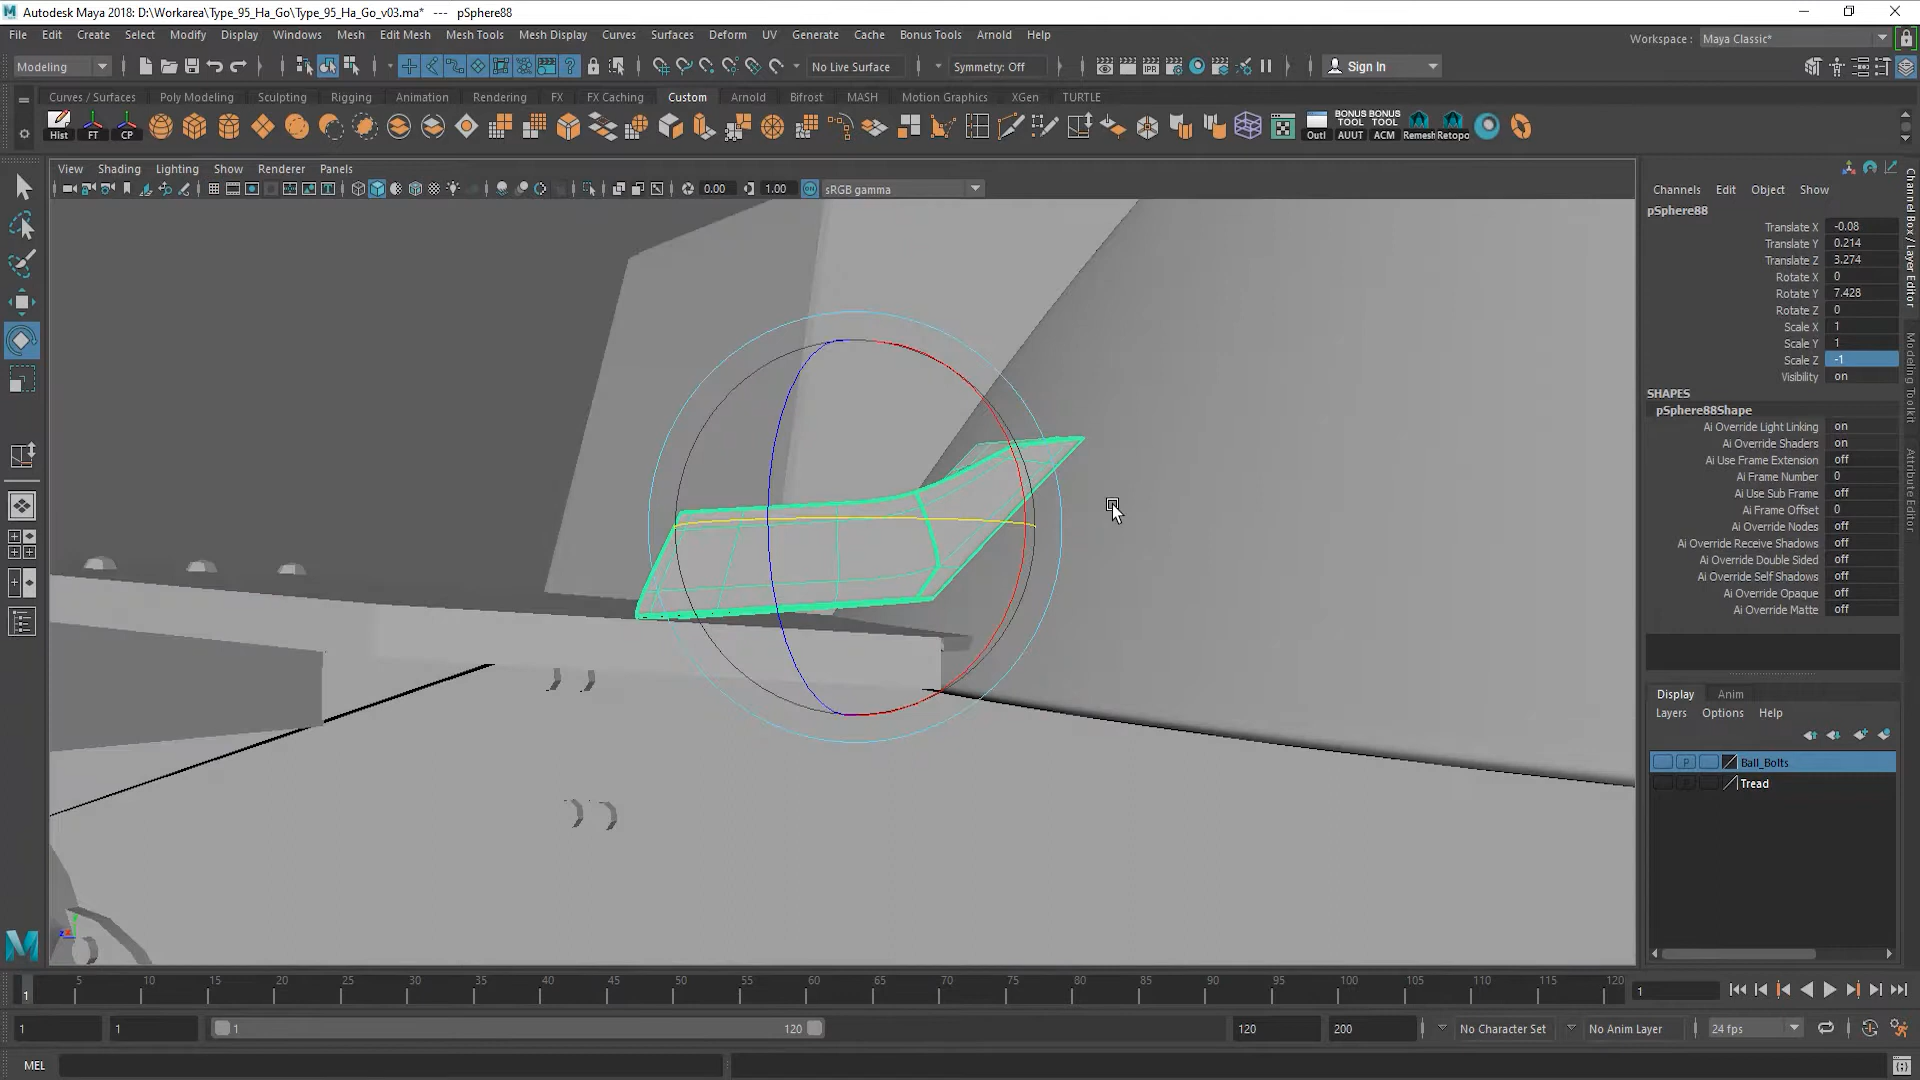 Autodesk Maya 2018: D:\Workarea\Type_95_Ha_Go\Type_95_Ha_Go_v03.ma* --- pSphere88
File Edit Create Select Modify Display Windows Mesh Edit Mesh Mesh Tools Mesh Display Curves Surfaces Deform UV Generate Cache Bonus Tools Arnold Help
Workspace : Maya Classic*
Modeling No Live Surface Symmetry: Off Sign In
Curves / Surfaces Poly Modeling Sculpting Rigging Animation Rendering FX FX Caching Custom Arnold Bifrost MASH Motion Graphics XGen TURTLE
BONUS TOOL BONUS TOOL
Hist FT CP Outl AUUT ACM Remesh Retopo
View Shading Lighting Show Renderer Panels
0.00 1.00 sRGB gamma
Channels Edit Object Show
pSphere88
Translate X -0.08
Translate Y 0.214
Translate Z 3.274
Rotate X 0
Rotate Y 7.428
Rotate Z 0
Scale X 1
Scale Y 1
Scale Z -1
Visibility on
SHAPES
pSphere88Shape
Ai Override Light Linking on
Ai Override Shaders on
Ai Use Frame Extension off
Ai Frame Number 0
Ai Use Sub Frame off
Ai Frame Offset 0
Ai Override Nodes off
Ai Override Receive Shadows off
Ai Override Double Sided off
Ai Override Self Shadows off
Ai Override Opaque off
Ai Override Matte off
Display Anim
Layers Options Help
P Ball_Bolts
P Tread
Channel Box / Layer Editor
Modeling Toolkit
Attribute Editor
1 5 10 15 20 25 30 35 40 45 50 55 60 65 70 75 80 85 90 95 100 105 110 115 120 1
1 1 1 120 120 200 No Character Set No Anim Layer 24 fps
MEL